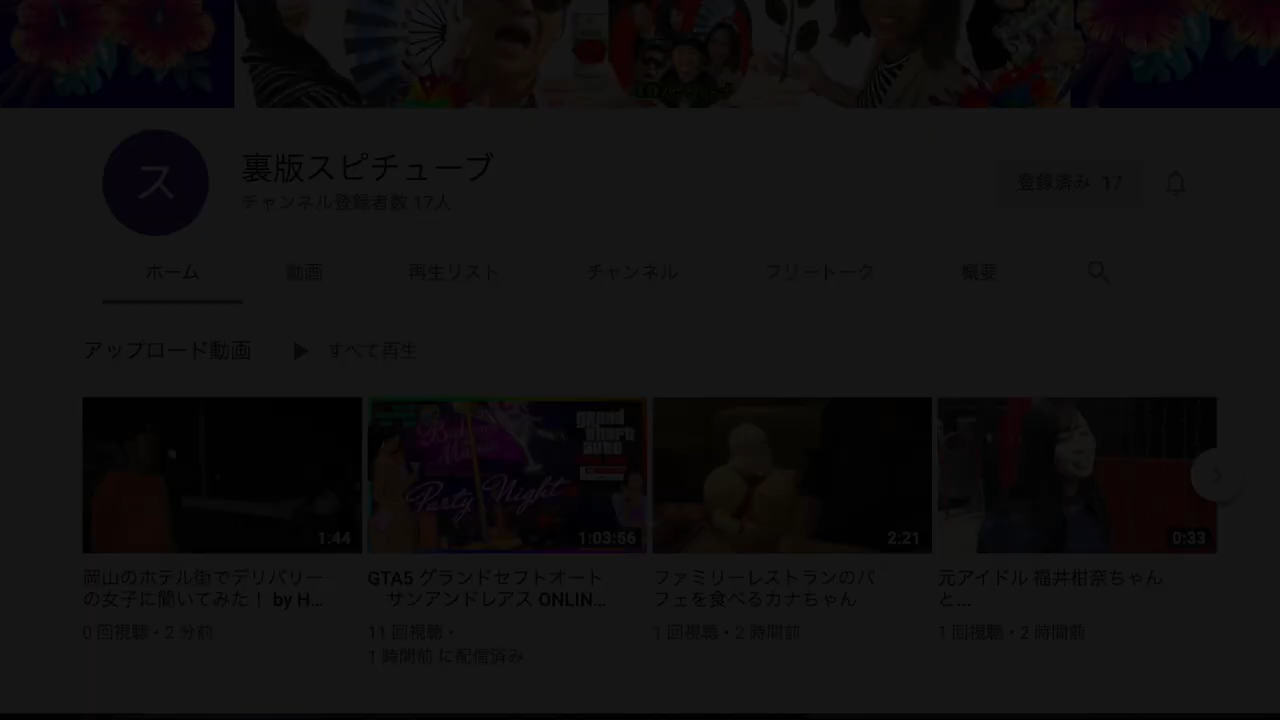 ス
裏版スピチューブ
チャンネル登録者数 17人
登録済み 17
ホーム 動画 再生リスト チャンネル フリートーク 概要
アップロード動画 すべて再生
Party Night
grand
theft
auto
1:44 1:03:56 2:21 0:33
岡山のホテル街でデリバリー
の女子に聞いてみた！ by H...
0 回視聴・2 分前
GTA5 グランドセフトオート
サンアンドレアス ONLIN...
11 回視聴・
1 時間前 に配信済み
ファミリーレストランのパ
フェを食べるカナちゃん
1 回視聴・2 時間前
元アイドル 福井柑奈ちゃん
と...
1 回視聴・2 時間前